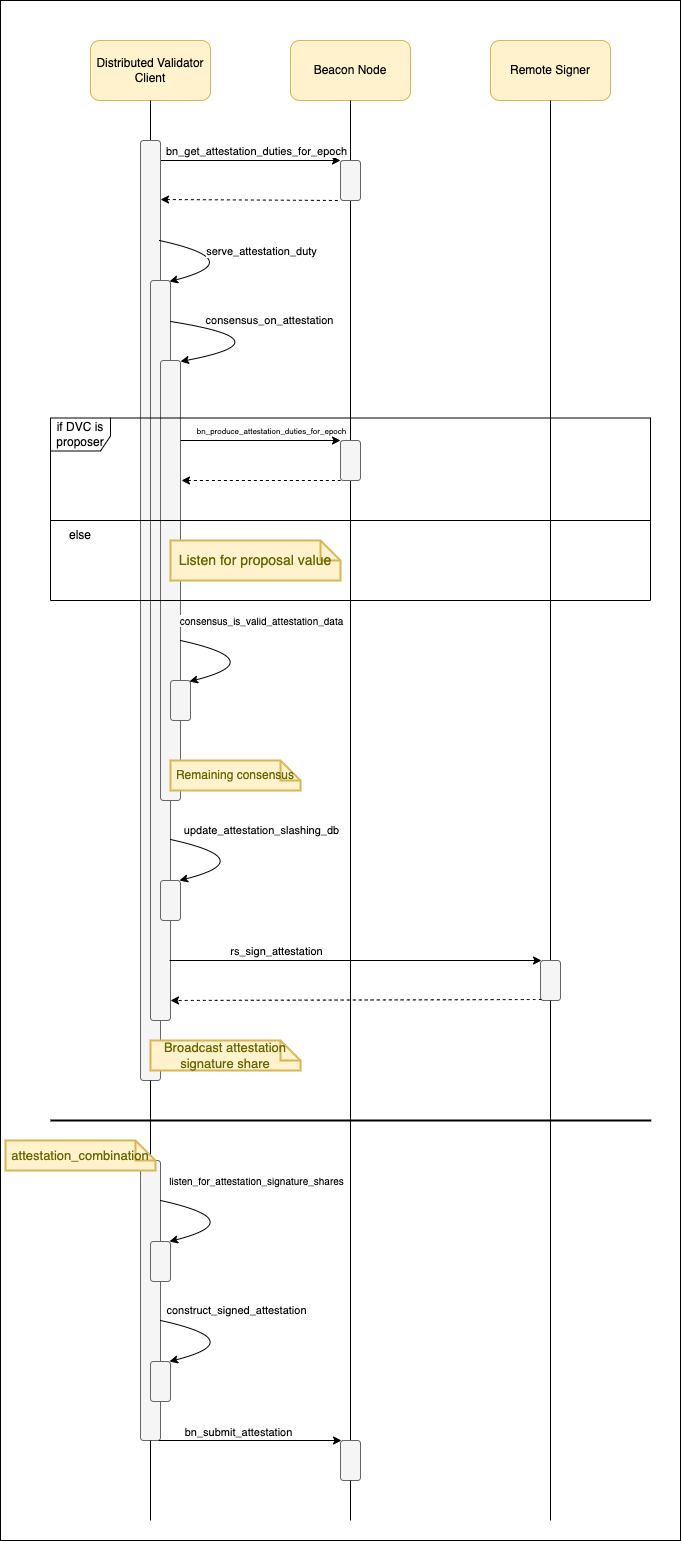 Distributed Validator
Client
Beacon Node
Remote Signer
bn_get_attestation_duties_for_epoch
serve_attestation_duty
consensus_on_attestation
if DVC is
proposer
bn_produce_attestation_duties_for_epoch
else
Listen for proposal value
consensus_is_valid_attestation_data
Remaining consensus
update_attestation_slashing_db
rs_sign_attestation
Broadcast attestation
signature share
attestation_combination
listen_for_attestation_signature_shares
construct_signed_attestation
bn_submit_attestation